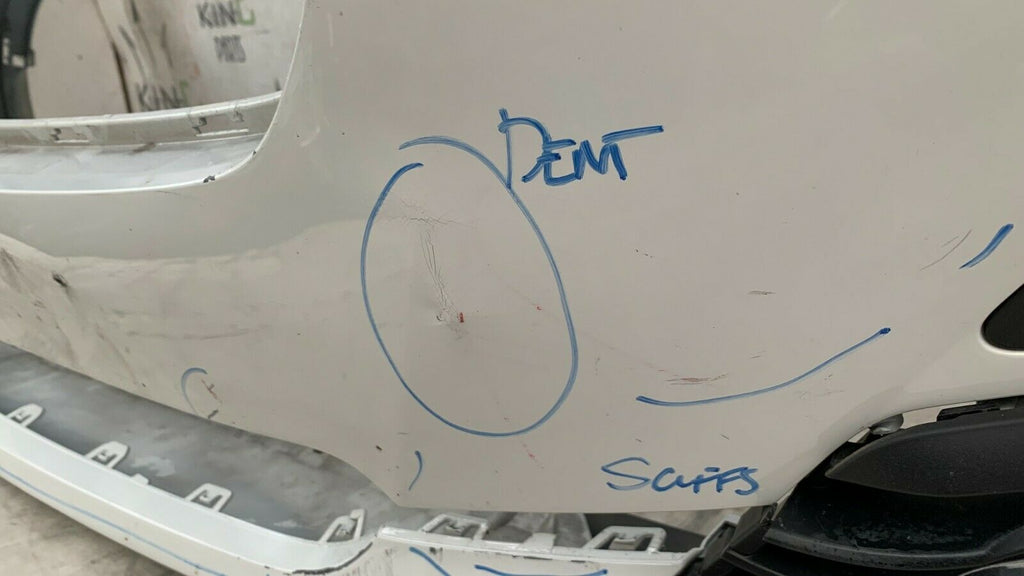 KING
PARTS
KING
DENT
Scuffs